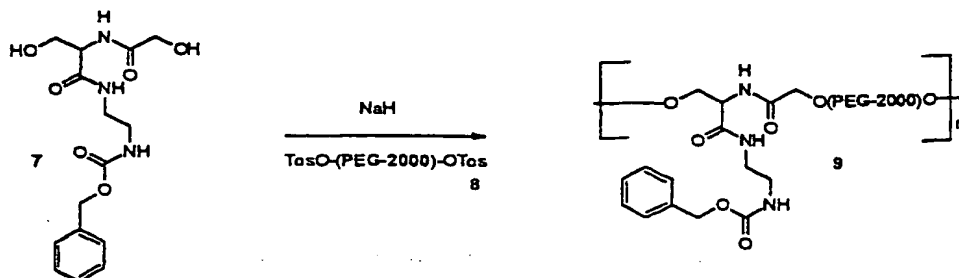 H
HO N OH
O O
NH
7
O NH
O
NaH
TosO-(PEG-2000)-OTos
8
H
O N O(PEG-2000)O n
O O
NH
9
O NH
O